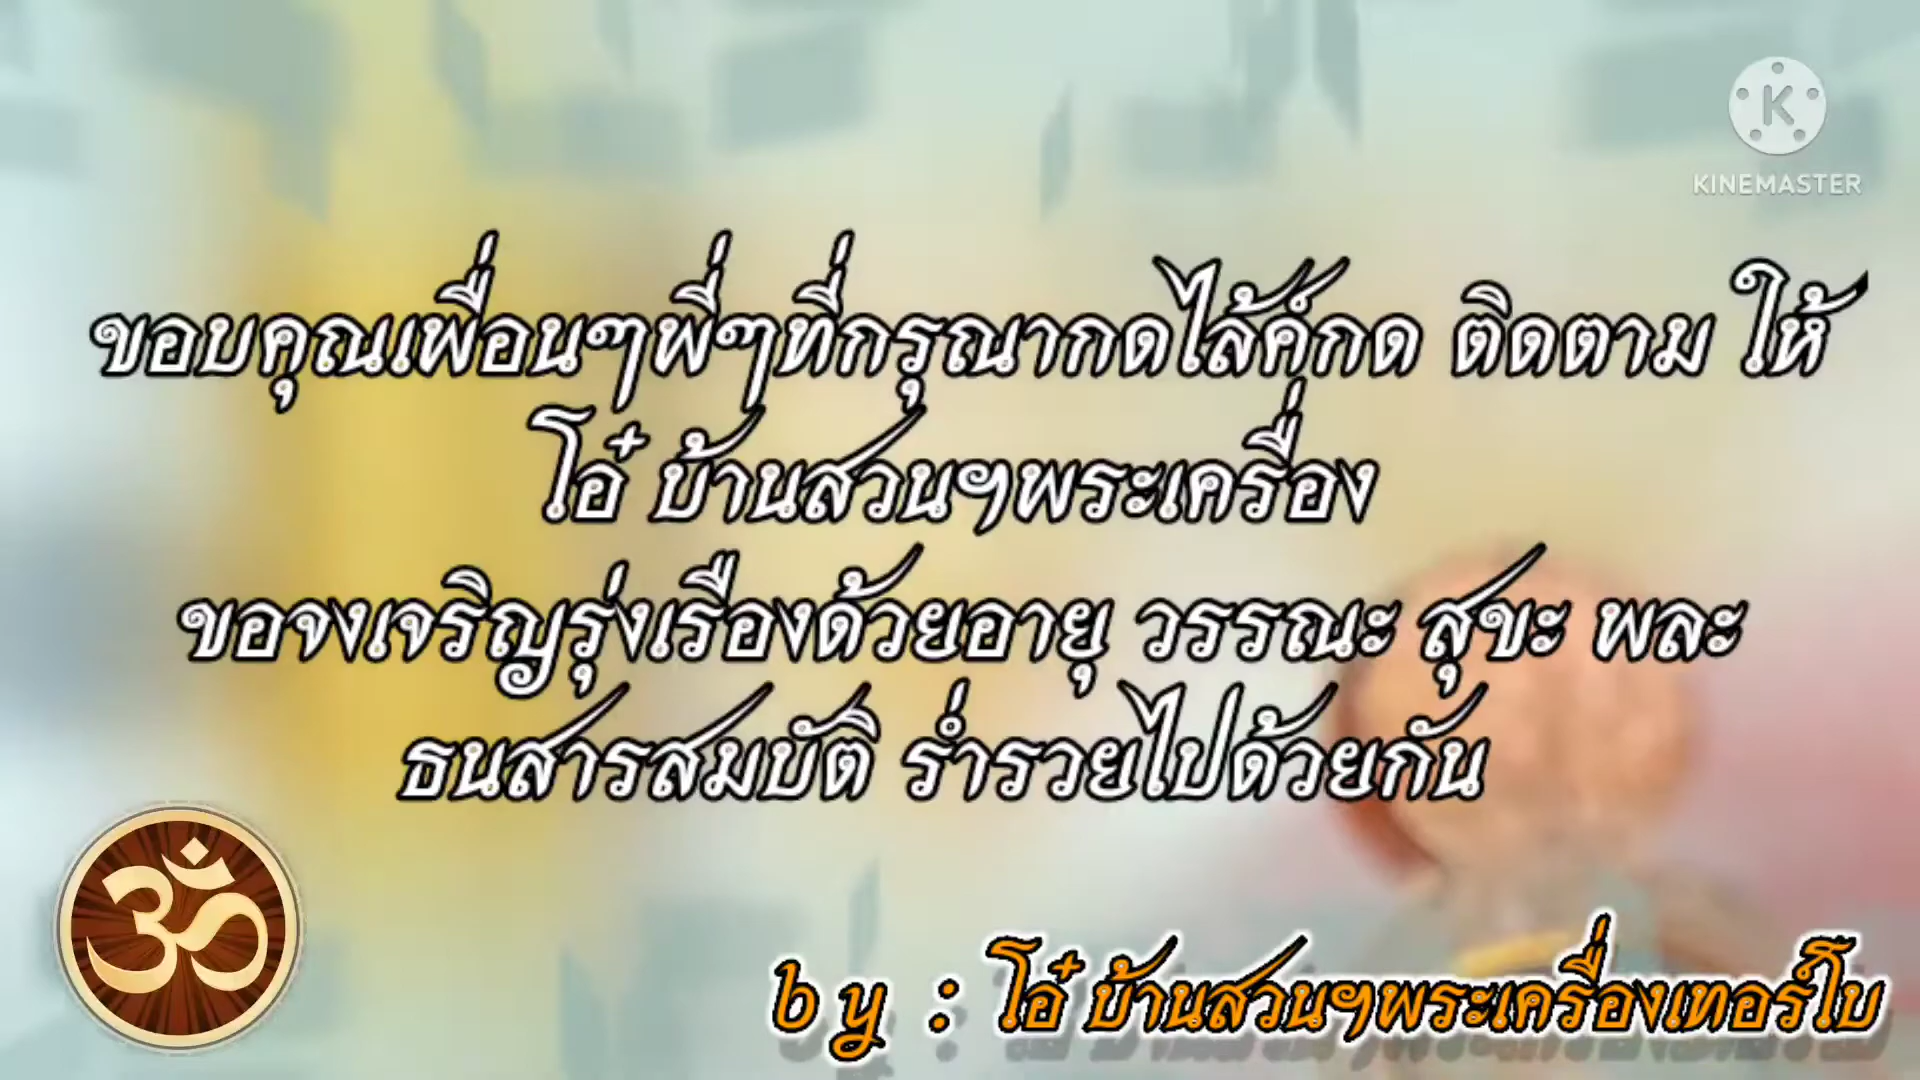 KINEMASTER
ขอบคุณเพื่อนๆพี่ๆที่กรุณากดไล้ค์กด ติดตาม ให้
โอ๋ บ้านสวนฯพระเครื่อง
ขอจงเจริญรุ่งเรืองด้วยอายุ วรรณะ สุขะ พละ
ธนสารสมบัติ ร่ำรวยไปด้วยกัน
ॐ
by : โอ๋ บ้านสวนฯพระเครื่องเทอร์โบ